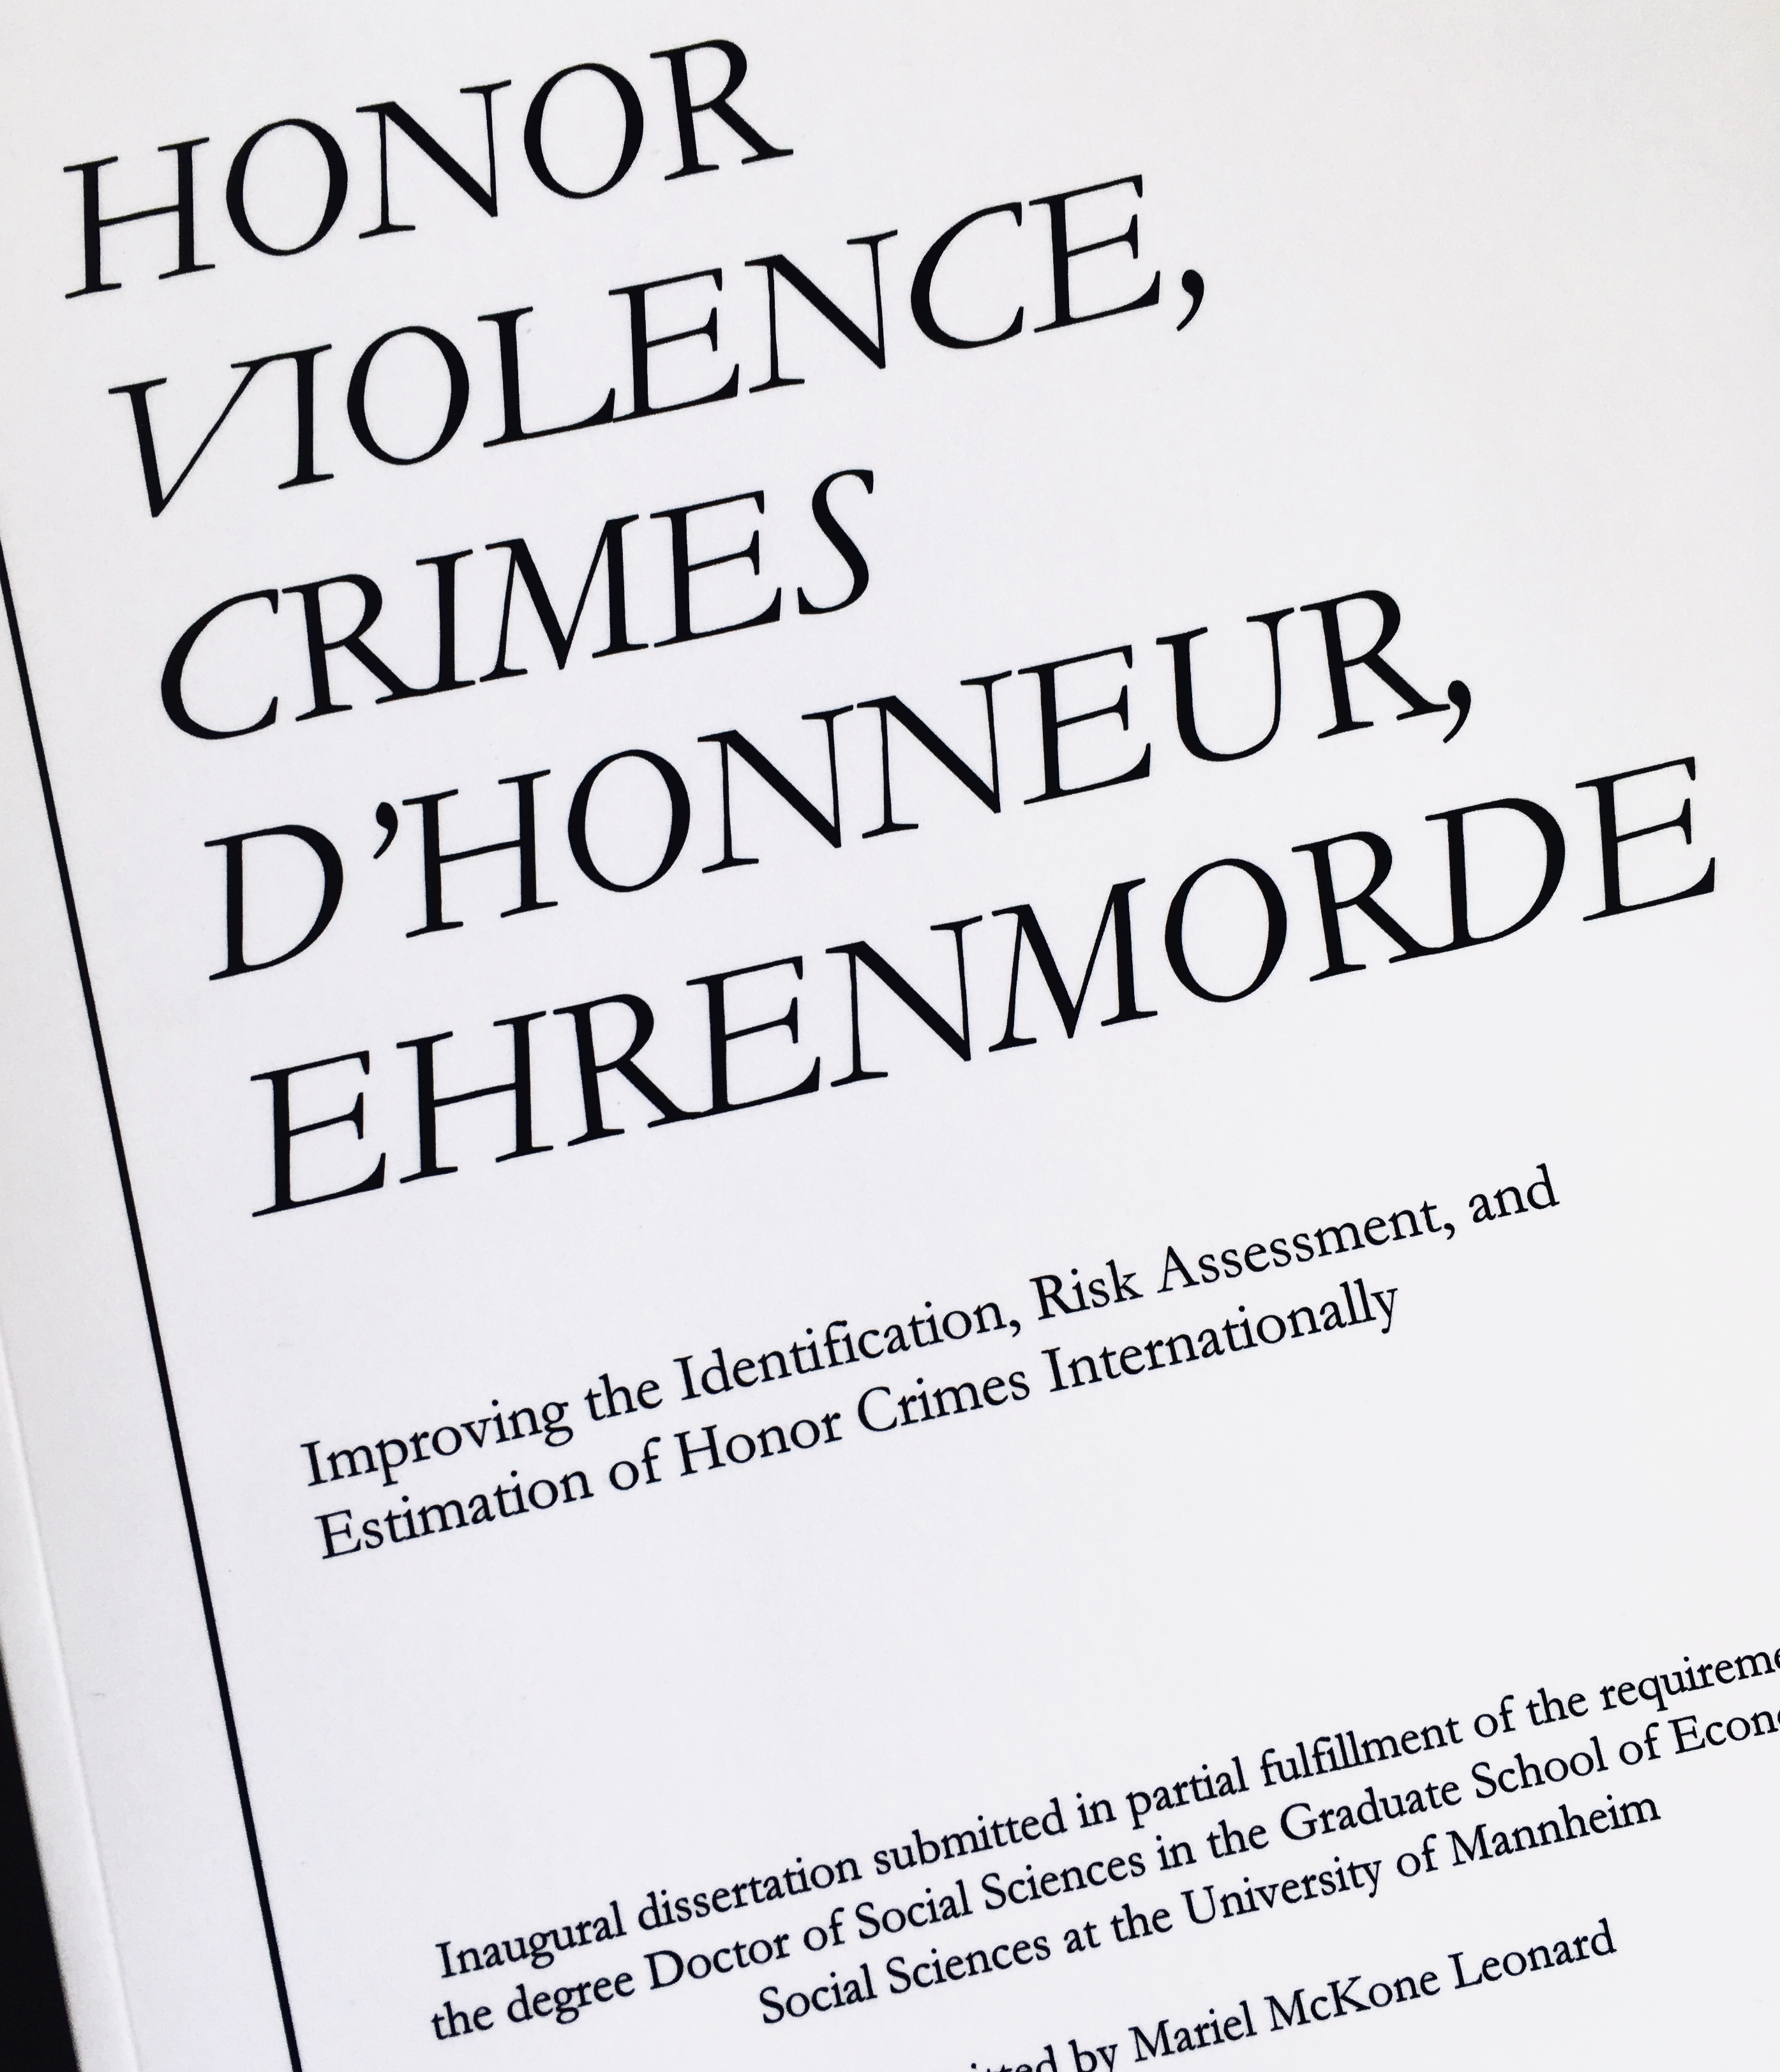 HONOR
VIOLENCE,
CRIMES
D’HONNEUR,
EHRENMORDE
Improving the Identification, Risk Assessment, and
Estimation of Honor Crimes Internationally
Inaugural dissertation submitted in partial fulfillment of the
the degree Doctor of Social Sciences in the Graduate School of
Social Sciences at the University of Mannheim
by Mariel McKone Leonard